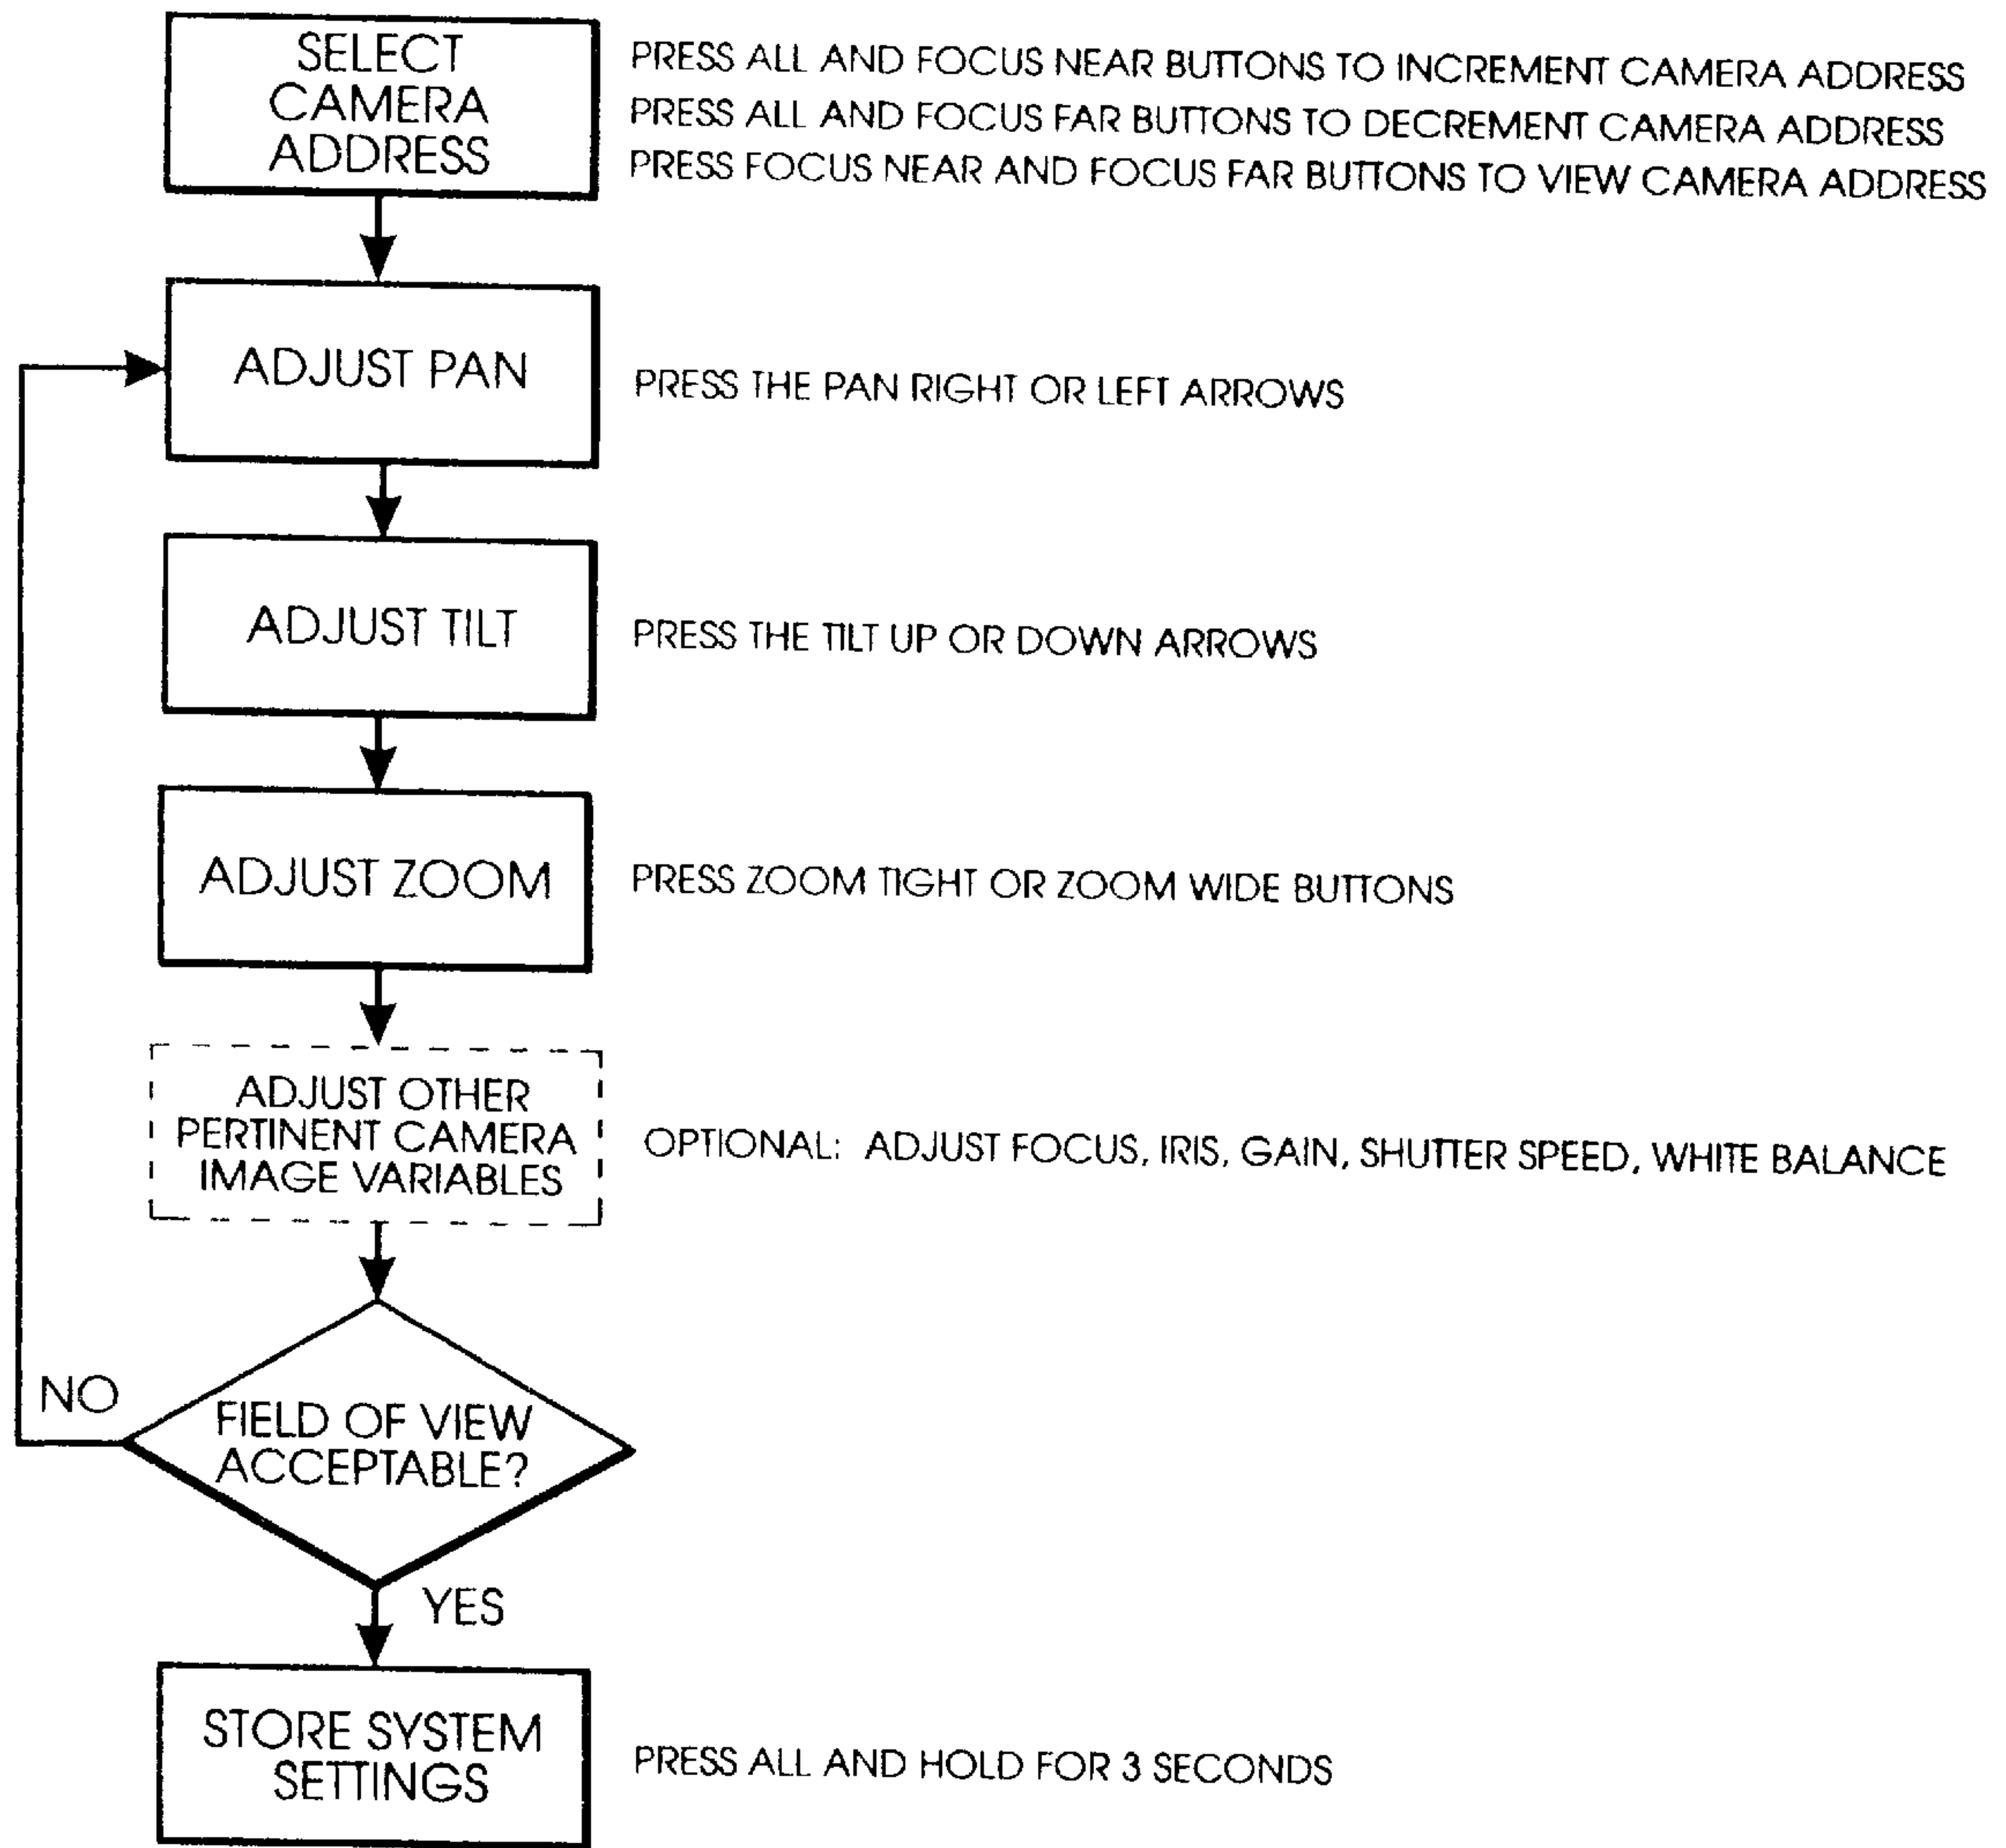 SELECT
CAMERA
ADDRESS
PRESS ALL AND FOCUS NEAR BUTTONS TO INCREMENT CAMERA ADDRESS
PRESS ALL AND FOCUS FAR BUTTONS TO DECREMENT CAMERA ADDRESS
PRESS FOCUS NEAR AND FOCUS FAR BUTTONS TO VIEW CAMERA ADDRESS
ADJUST PAN
PRESS THE PAN RIGHT OR LEFT ARROWS
ADJUST TILT
PRESS THE TILT UP OR DOWN ARROWS
ADJUST ZOOM
PRESS ZOOM TIGHT OR ZOOM WIDE BUTTONS
ADJUST OTHER
PERTINENT CAMERA
IMAGE VARIABLES
OPTIONAL: ADJUST FOCUS, IRIS, GAIN, SHUTTER SPEED, WHITE BALANCE
NO
FIELD OF VIEW
ACCEPTABLE?
YES
STORE SYSTEM
SETTINGS
PRESS ALL AND HOLD FOR 3 SECONDS